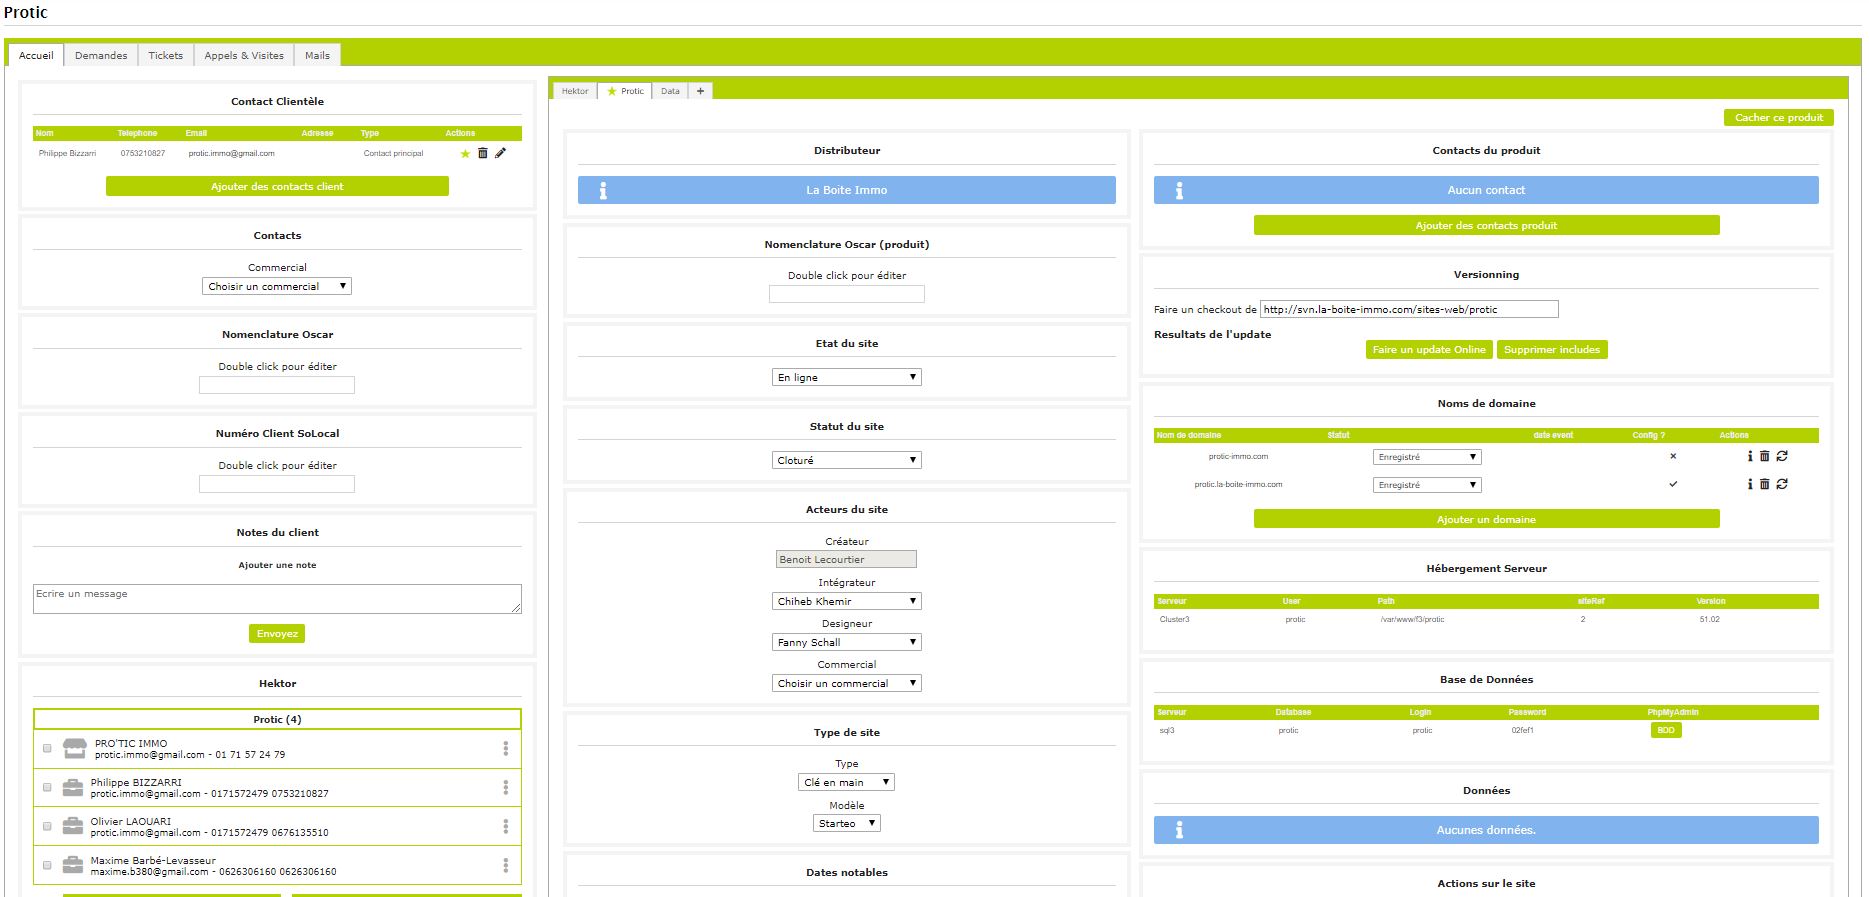 Protic
Accueil Demandes Tickets Appels & Visites Mails
Contact Clientèle
Nom Telephone Email Adresse Type Actions
Philippe Bizzarri 0753210827 protic.immo@gmail.com Contact principal
Ajouter des contacts client
Contacts
Commercial
Choisir un commercial
Nomenclature Oscar
Double click pour éditer
Numéro Client SoLocal
Double click pour éditer
Notes du client
Ajouter une note
Ecrire un message
Envoyez
Hektor
Protic (4)
PRO'TIC IMMO
protic.immo@gmail.com - 01 71 57 24 79
Philippe BIZZARRI
protic.immo@gmail.com - 0171572479 0753210827
Olivier LAOUARI
protic.immo@gmail.com - 0171572479 0676135510
Maxime Barbé-Levasseur
maxime.b380@gmail.com - 0626306160 0626306160
Hektor Protic Data +
Cacher ce produit
Distributeur
La Boite Immo
Nomenclature Oscar (produit)
Double click pour éditer
Etat du site
En ligne
Statut du site
Cloturé
Acteurs du site
Créateur
Benoit Lecourtier
Intégrateur
Chiheb Khemir
Designeur
Fanny Schall
Commercial
Choisir un commercial
Type de site
Type
Clé en main
Modèle
Starteo
Dates notables
Contacts du produit
Aucun contact
Ajouter des contacts produit
Versionning
Faire un checkout de http://svn.la-boite-immo.com/sites-web/protic
Resultats de l'update
Faire un update Online Supprimer includes
Noms de domaine
Nom de domaine Statut date event Config ? Actions
protic-immo.com Enregistré
protic.la-boite-immo.com Enregistré
Ajouter un domaine
Hébergement Serveur
Serveur User Path siteRef Version
Cluster3 protic /var/www/f3/protic 2 51.02
Base de Données
Serveur Database Login Password PhpMyAdmin
sql3 protic protic 02fef1 BDD
Données
Aucunes données.
Actions sur le site